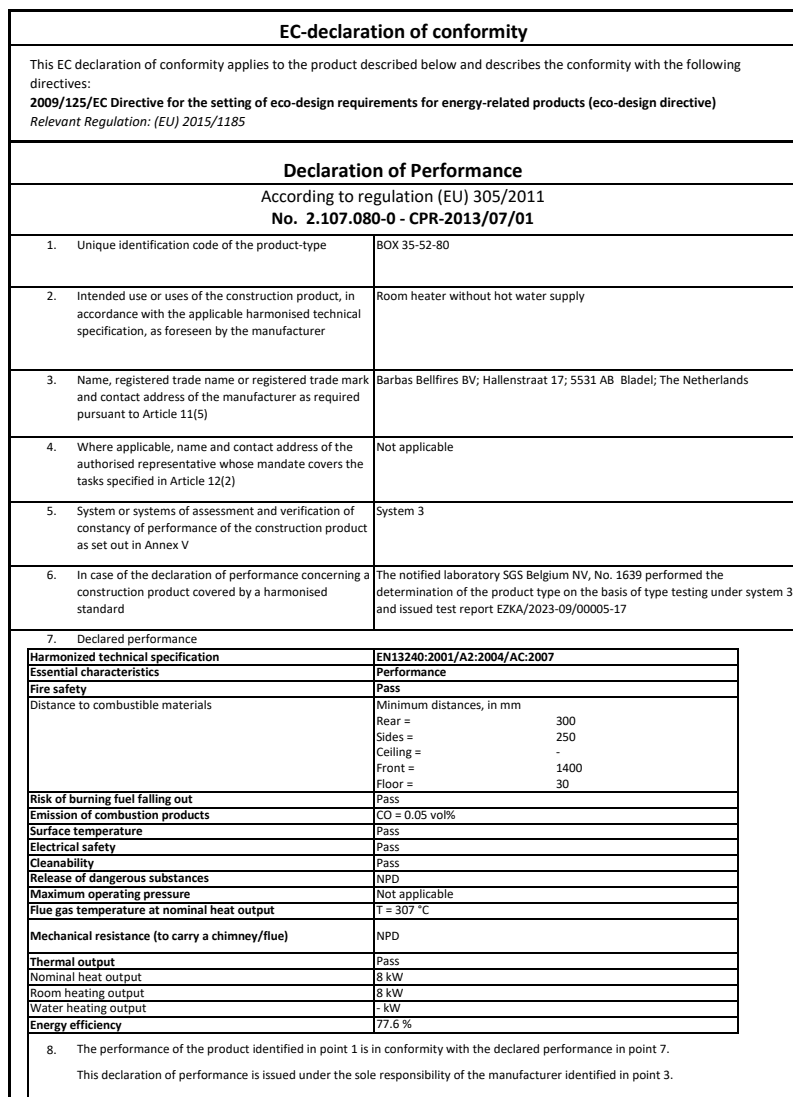 EC-declaration of conformity
This EC declaration of conformity applies to the product described below and describes the conformity with the following
directives:
2009/125/EC Directive for the setting of eco-design requirements for energy-related products (eco-design directive)
Relevant Regulation: (EU) 2015/1185
Declaration of Performance
According to regulation (EU) 305/2011
No. 2.107.080-0 - CPR-2013/07/01
1. Unique identification code of the product-type BOX 35-52-80
2. Intended use or uses of the construction product, in Room heater without hot water supply
accordance with the applicable harmonised technical
specification, as foreseen by the manufacturer
3. Name, registered trade name or registered trade mark Barbas Bellfires BV; Hallenstraat 17; 5531 AB Bladel; The Netherlands
and contact address of the manufacturer as required
pursuant to Article 11(5)
4. Where applicable, name and contact address of the Not applicable
authorised representative whose mandate covers the
tasks specified in Article 12(2)
5. System or systems of assessment and verification of System 3
constancy of performance of the construction product
as set out in Annex V
6. In case of the declaration of performance concerning a The notified laboratory SGS Belgium NV, No. 1639 performed the
construction product covered by a harmonised determination of the product type on the basis of type testing under system 3
standard and issued test report EZKA/2023-09/00005-17
7. Declared performance
Harmonized technical specification EN13240:2001/A2:2004/AC:2007
Essential characteristics Performance
Fire safety Pass
Distance to combustible materials Minimum distances, in mm
Rear = 300
Sides = 250
Ceiling = -
Front = 1400
Floor = 30
Risk of burning fuel falling out Pass
Emission of combustion products CO = 0.05 vol%
Surface temperature Pass
Electrical safety Pass
Cleanability Pass
Release of dangerous substances NPD
Maximum operating pressure Not applicable
Flue gas temperature at nominal heat output T = 307 °C
Mechanical resistance (to carry a chimney/flue) NPD
Thermal output Pass
Nominal heat output 8 kW
Room heating output 8 kW
Water heating output - kW
Energy efficiency 77.6 %
8. The performance of the product identified in point 1 is in conformity with the declared performance in point 7.
This declaration of performance is issued under the sole responsibility of the manufacturer identified in point 3.